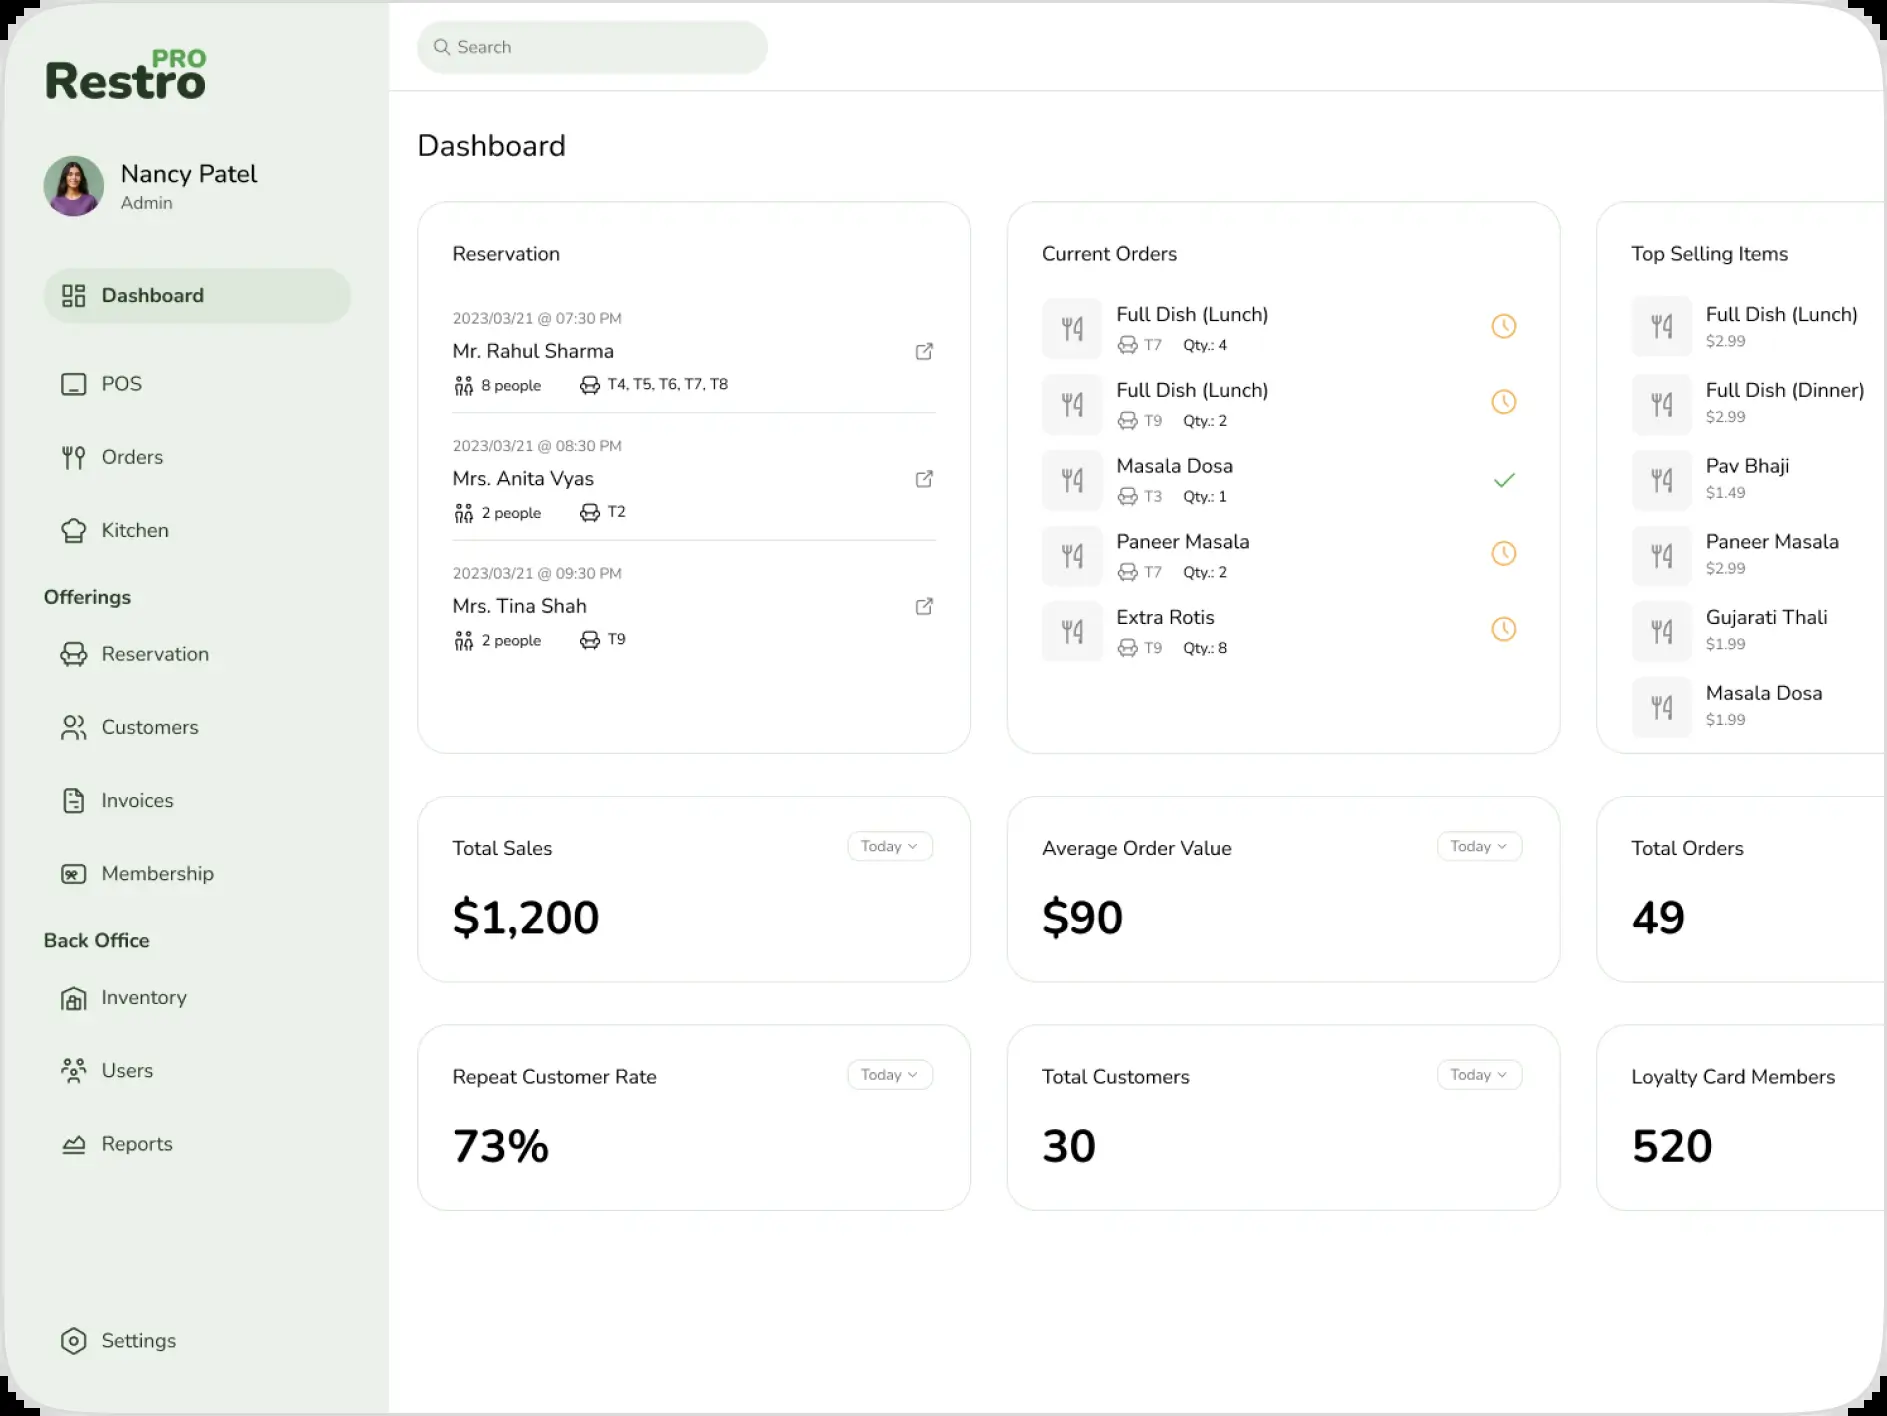 PRO
Restro
Nancy Patel
Admin
Dashboard
POS
Orders
Kitchen
Offerings
Reservation
Customers
Invoices
Membership
Back Office
Inventory
Users
Reports
Settings
Search
Dashboard
Reservation
2023/03/21 @ 07:30 PM
Mr. Rahul Sharma
8 people T4, T5, T6, T7, T8
2023/03/21 @ 08:30 PM
Mrs. Anita Vyas
2 people T2
2023/03/21 @ 09:30 PM
Mrs. Tina Shah
2 people T9
Current Orders
Full Dish (Lunch)
T7 Qty.: 4
Full Dish (Lunch)
T9 Qty.: 2
Masala Dosa
T3 Qty.: 1
Paneer Masala
T7 Qty.: 2
Extra Rotis
T9 Qty.: 8
Top Selling Items
Full Dish (Lunch)
$2.99
Full Dish (Dinner)
$2.99
Pav Bhaji
$1.49
Paneer Masala
$2.99
Gujarati Thali
$1.99
Masala Dosa
$1.99
Total Sales
Today
$1,200
Average Order Value
Today
$90
Total Orders
49
Repeat Customer Rate
Today
73%
Total Customers
Today
30
Loyalty Card Members
520